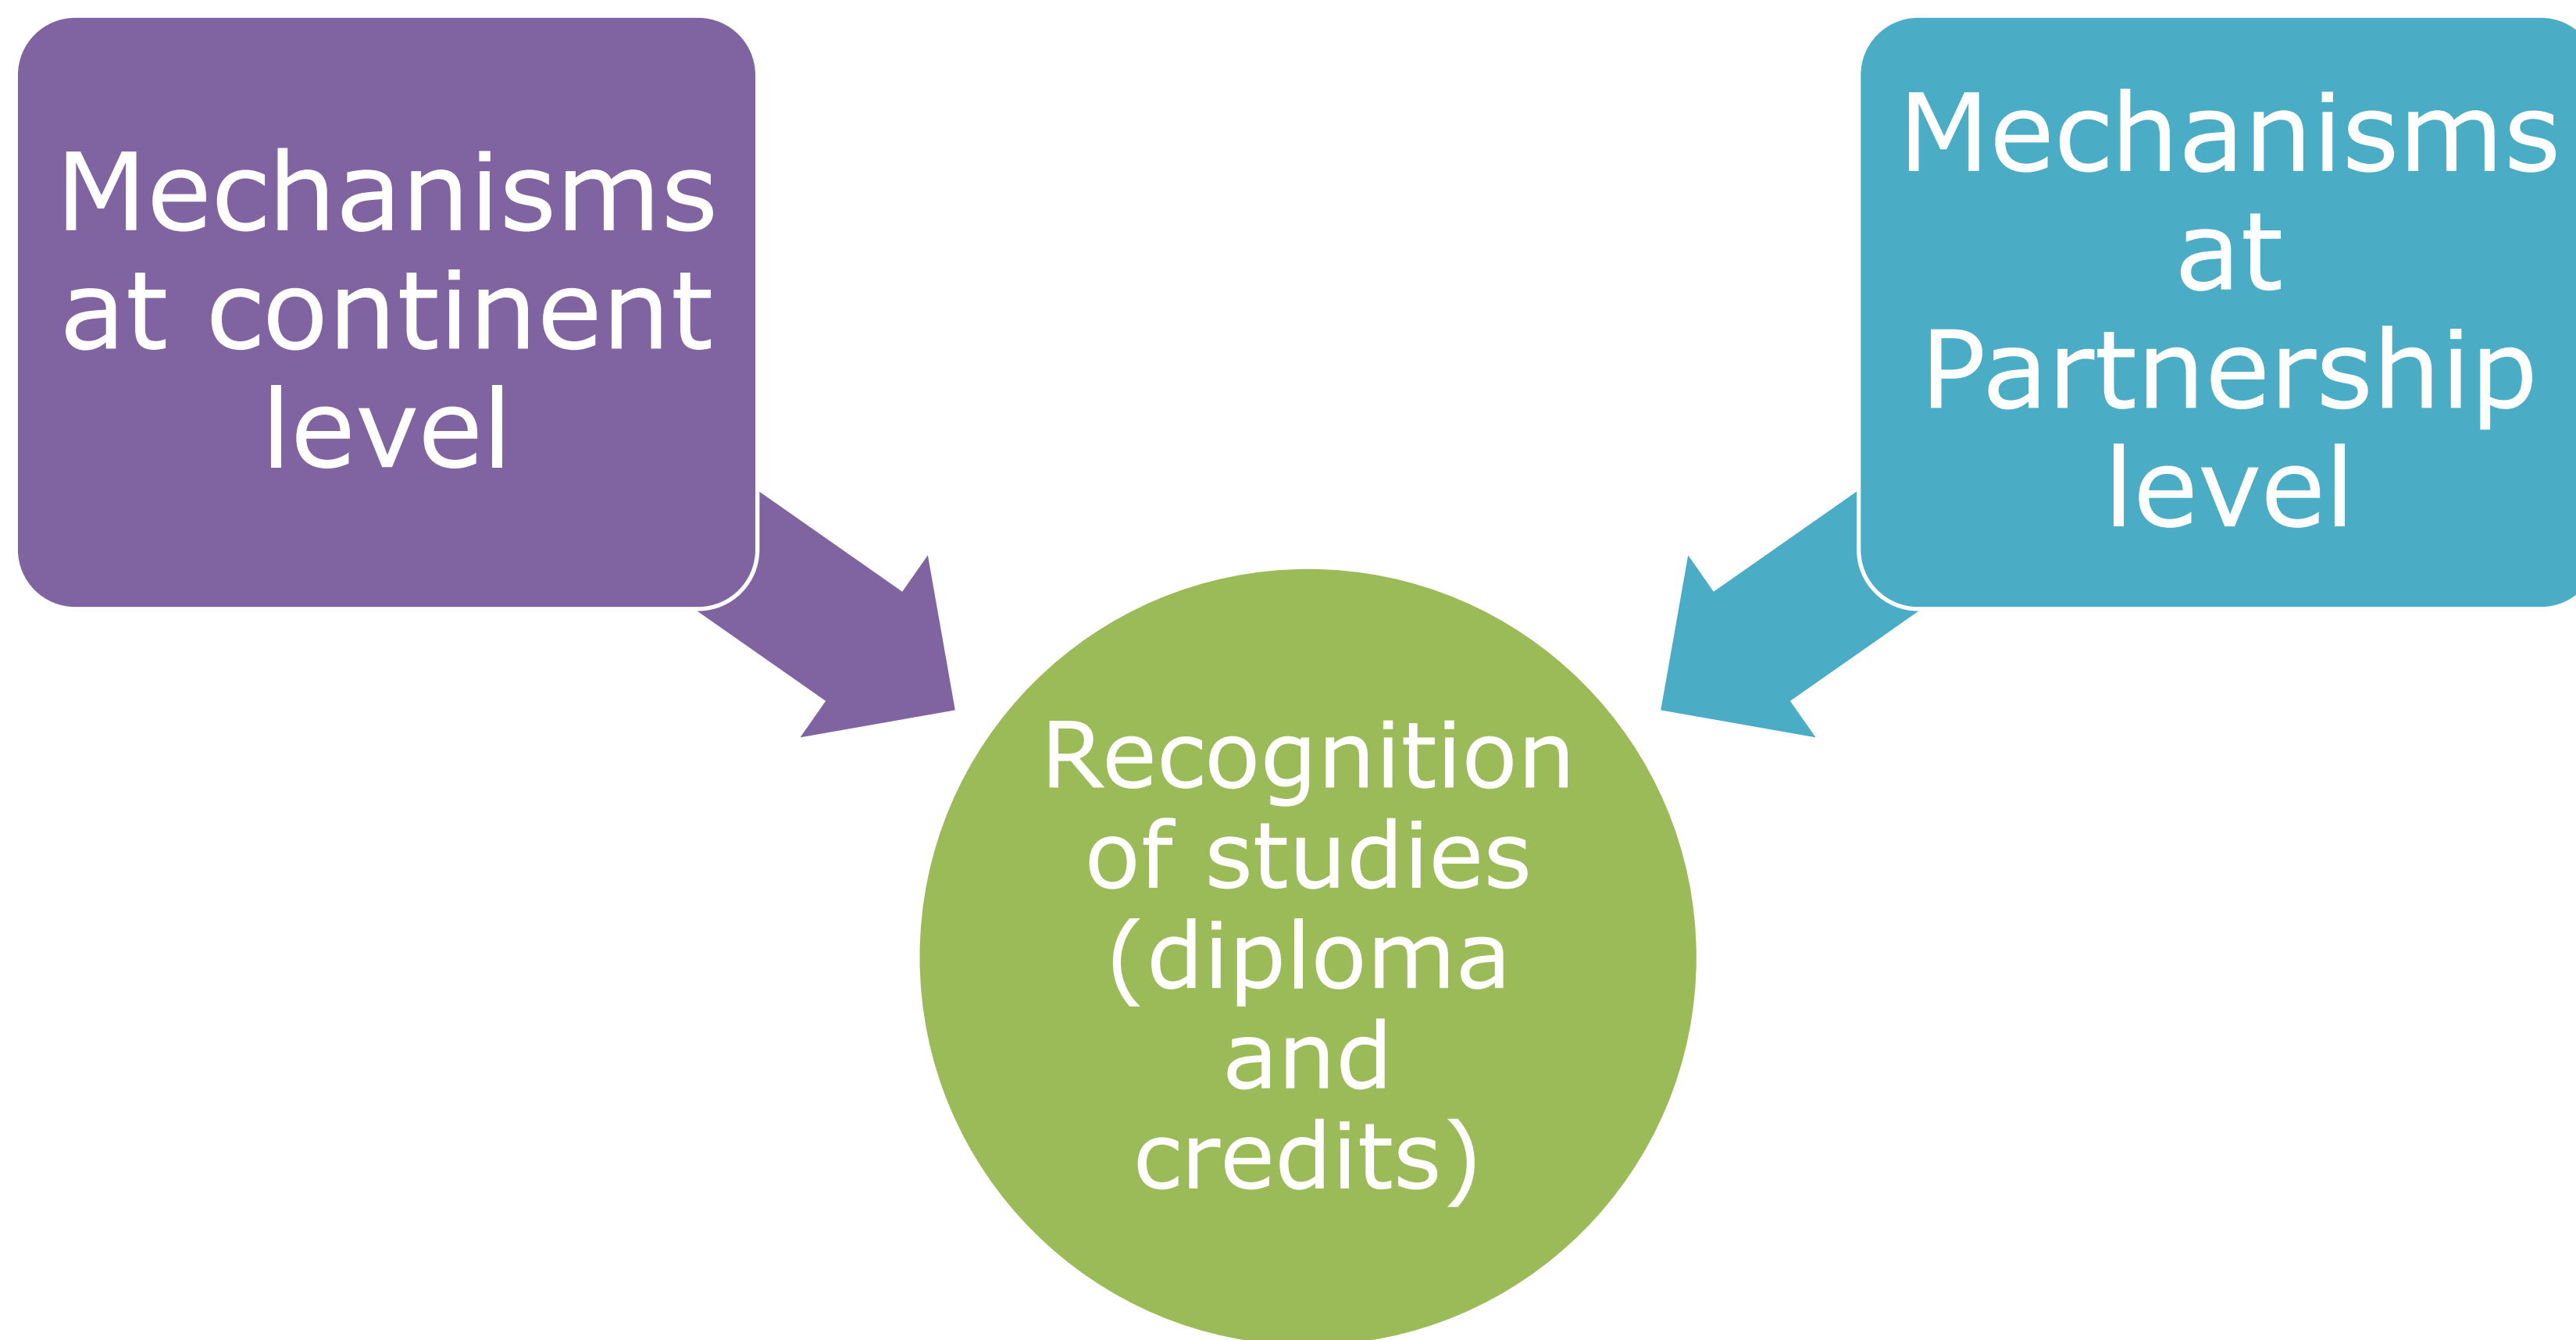 Mechanisms
at continent
level
Mechanisms
at
Partnership
level
Recognition
of studies
(diploma
and
credits)